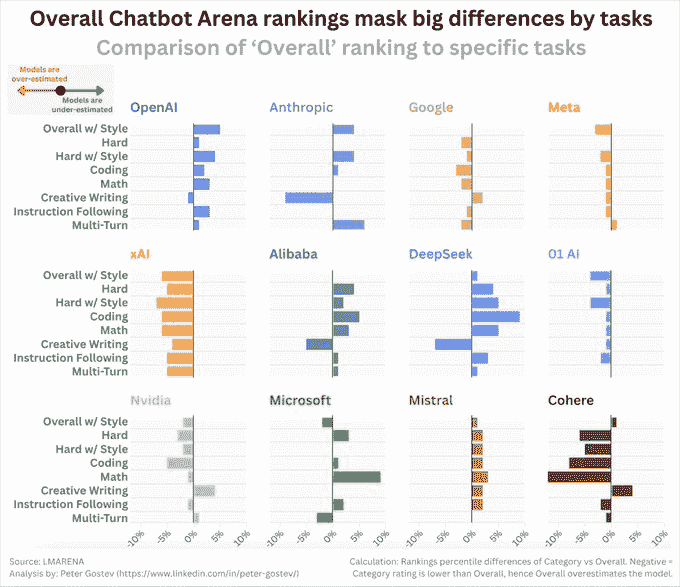 Overall Chatbot Arena rankings mask big differences by tasks
Comparison of ‘Overall’ ranking to specific tasks
Models are
over-estimated
Models are
under-estimated
OpenAI Anthropic Google Meta
Overall w/ Style
Hard
Hard w/ Style
Coding
Math
Creative Writing
Instruction Following
Multi-Turn
xAI Alibaba DeepSeek 01 AI
Overall w/ Style
Hard
Hard w/ Style
Coding
Math
Creative Writing
Instruction Following
Multi-Turn
Nvidia Microsoft Mistral Cohere
Overall w/ Style
Hard
Hard w/ Style
Coding
Math
Creative Writing
Instruction Following
Multi-Turn
-10% -5% 0% 5% 10% -10% -5% 0% 5% 10% -10% -5% 0% 5% 10% -10% -5% 0% 5% 10%
Source: LMARENA
Analysis by: Peter Gostev (https://www.linkedin.com/in/peter-gostev/)
Calculation: Rankings percentile differences of Category vs Overall. Negative =
Category rating is lower than Overall, hence Overall overestimates the model.